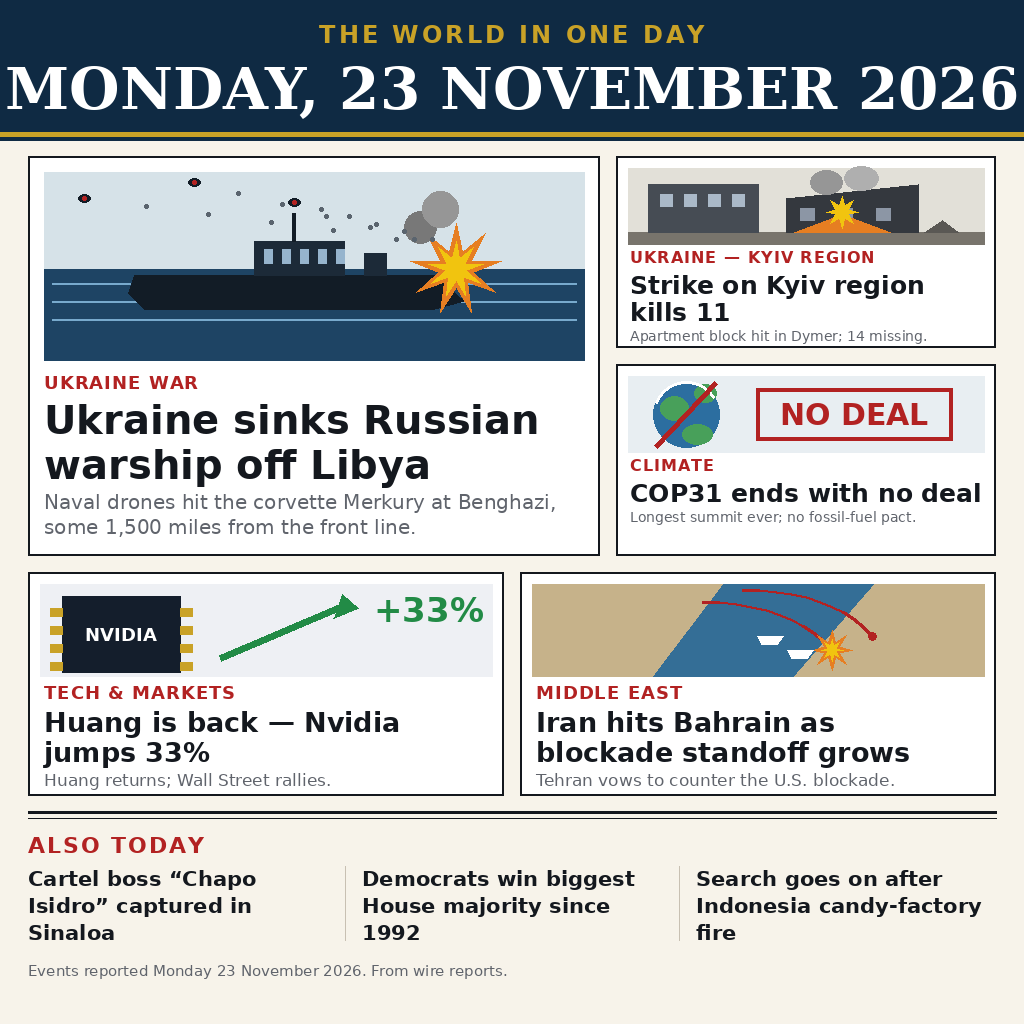 THE WORLD IN ONE DAY
MONDAY, 23 NOVEMBER 2026
UKRAINE WAR
Ukraine sinks Russian
warship off Libya
Naval drones hit the corvette Merkury at Benghazi,
some 1,500 miles from the front line.
UKRAINE — KYIV REGION
Strike on Kyiv region
kills 11
Apartment block hit in Dymer; 14 missing.
NO DEAL
CLIMATE
COP31 ends with no deal
Longest summit ever; no fossil-fuel pact.
NVIDIA
+33%
TECH & MARKETS
Huang is back — Nvidia
jumps 33%
Huang returns; Wall Street rallies.
MIDDLE EAST
Iran hits Bahrain as
blockade standoff grows
Tehran vows to counter the U.S. blockade.
ALSO TODAY
Cartel boss “Chapo
Isidro” captured in
Sinaloa
Democrats win biggest
House majority since
1992
Search goes on after
Indonesia candy-factory
fire
Events reported Monday 23 November 2026. From wire reports.